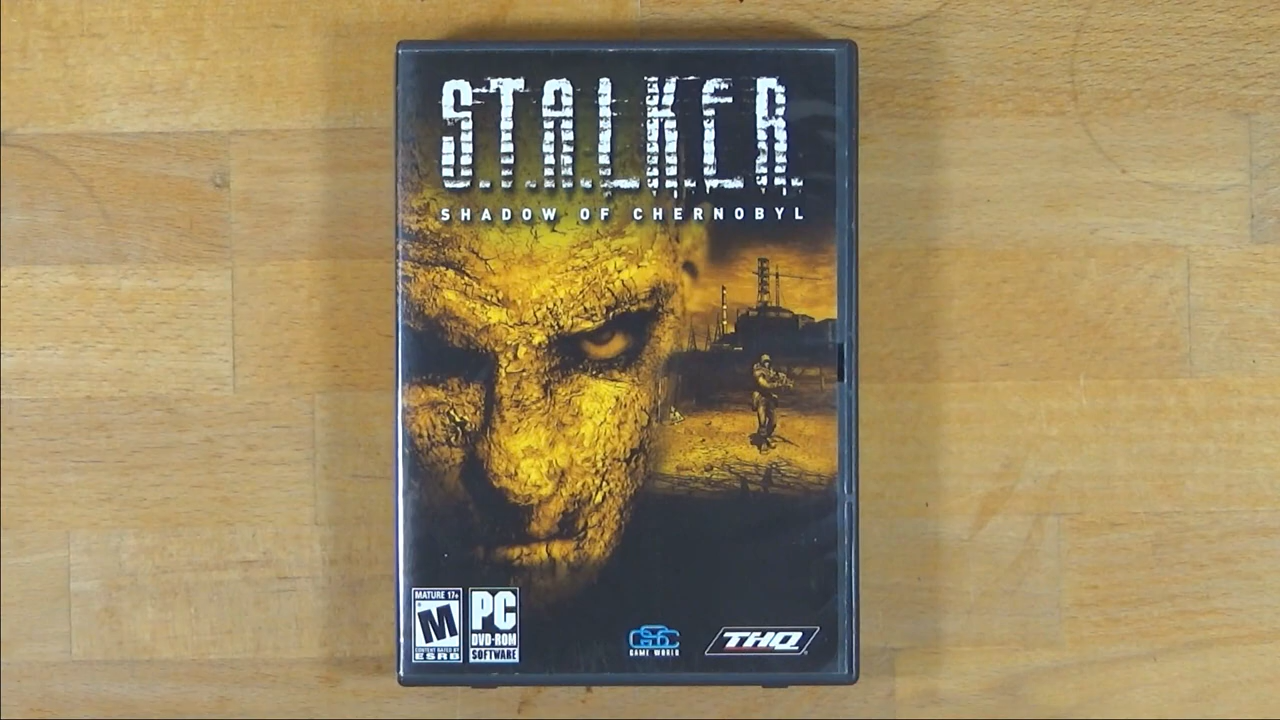 S.T.A.L.K.E.R.
SHADOW OF CHERNOBYL
MATURE 17+
M
CONTENT RATED BY
ESRB
PC
DVD-ROM
SOFTWARE
GSC
GAME WORLD
THQ